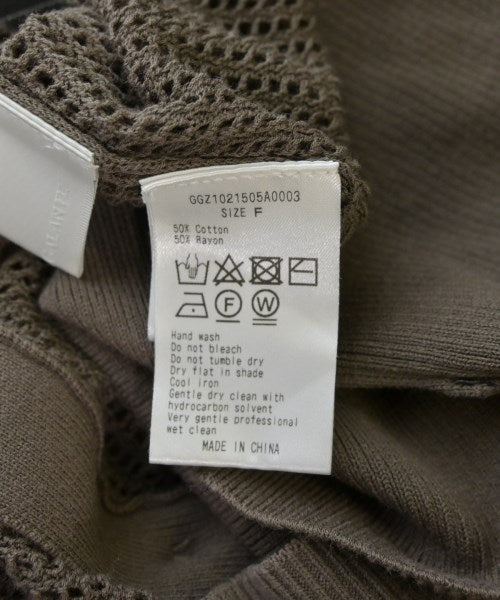 GGZ1021505A0003
SIZE F
50% Cotton
50% Rayon
F W
Hand wash
Do not bleach
Do not tumble dry
Dry flat in shade
Cool iron
Gentle dry clean with
hydrocarbon solvent
Very gentle professional
wet clean
MADE IN CHINA